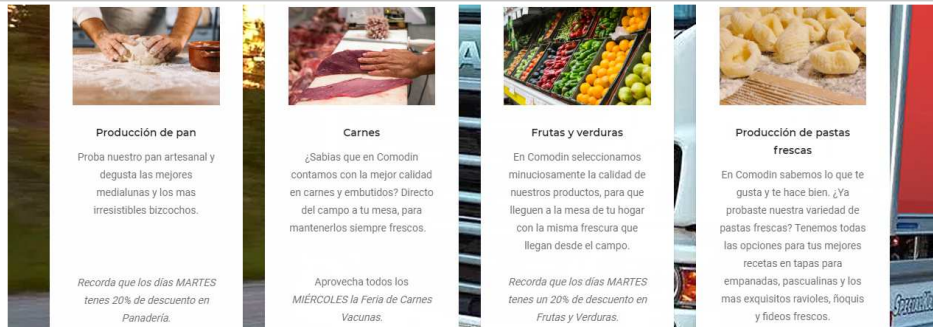 Producción de pan
Proba nuestro pan artesanal y
degusta las mejores
medialunas y los mas
irresistibles bizcochos.
Recorda que los días MARTES
tenes 20% de descuento en
Panadería.
Carnes
¿Sabias que en Comodin
contamos con la mejor calidad
en carnes y embutidos? Directo
del campo a tu mesa, para
mantenerlos siempre frescos.
Aprovecha todos los
MIÉRCOLES la Feria de Carnes
Vacunas.
Frutas y verduras
En Comodin seleccionamos
minuciosamente la calidad de
nuestros productos, para que
lleguen a la mesa de tu hogar
con la misma frescura que
llegan desde el campo.
Recorda que los días MARTES
tenes un 20% de descuento en
Frutas y Verduras.
Producción de pastas
frescas
En Comodin sabemos lo que te
gusta y te hace bien. ¿Ya
probaste nuestra variedad de
pastas frescas? Tenemos todas
las opciones para tus mejores
recetas en tapas para
empanadas, pascualinas y los
mas exquisitos ravioles, ñoquis
y fideos frescos.